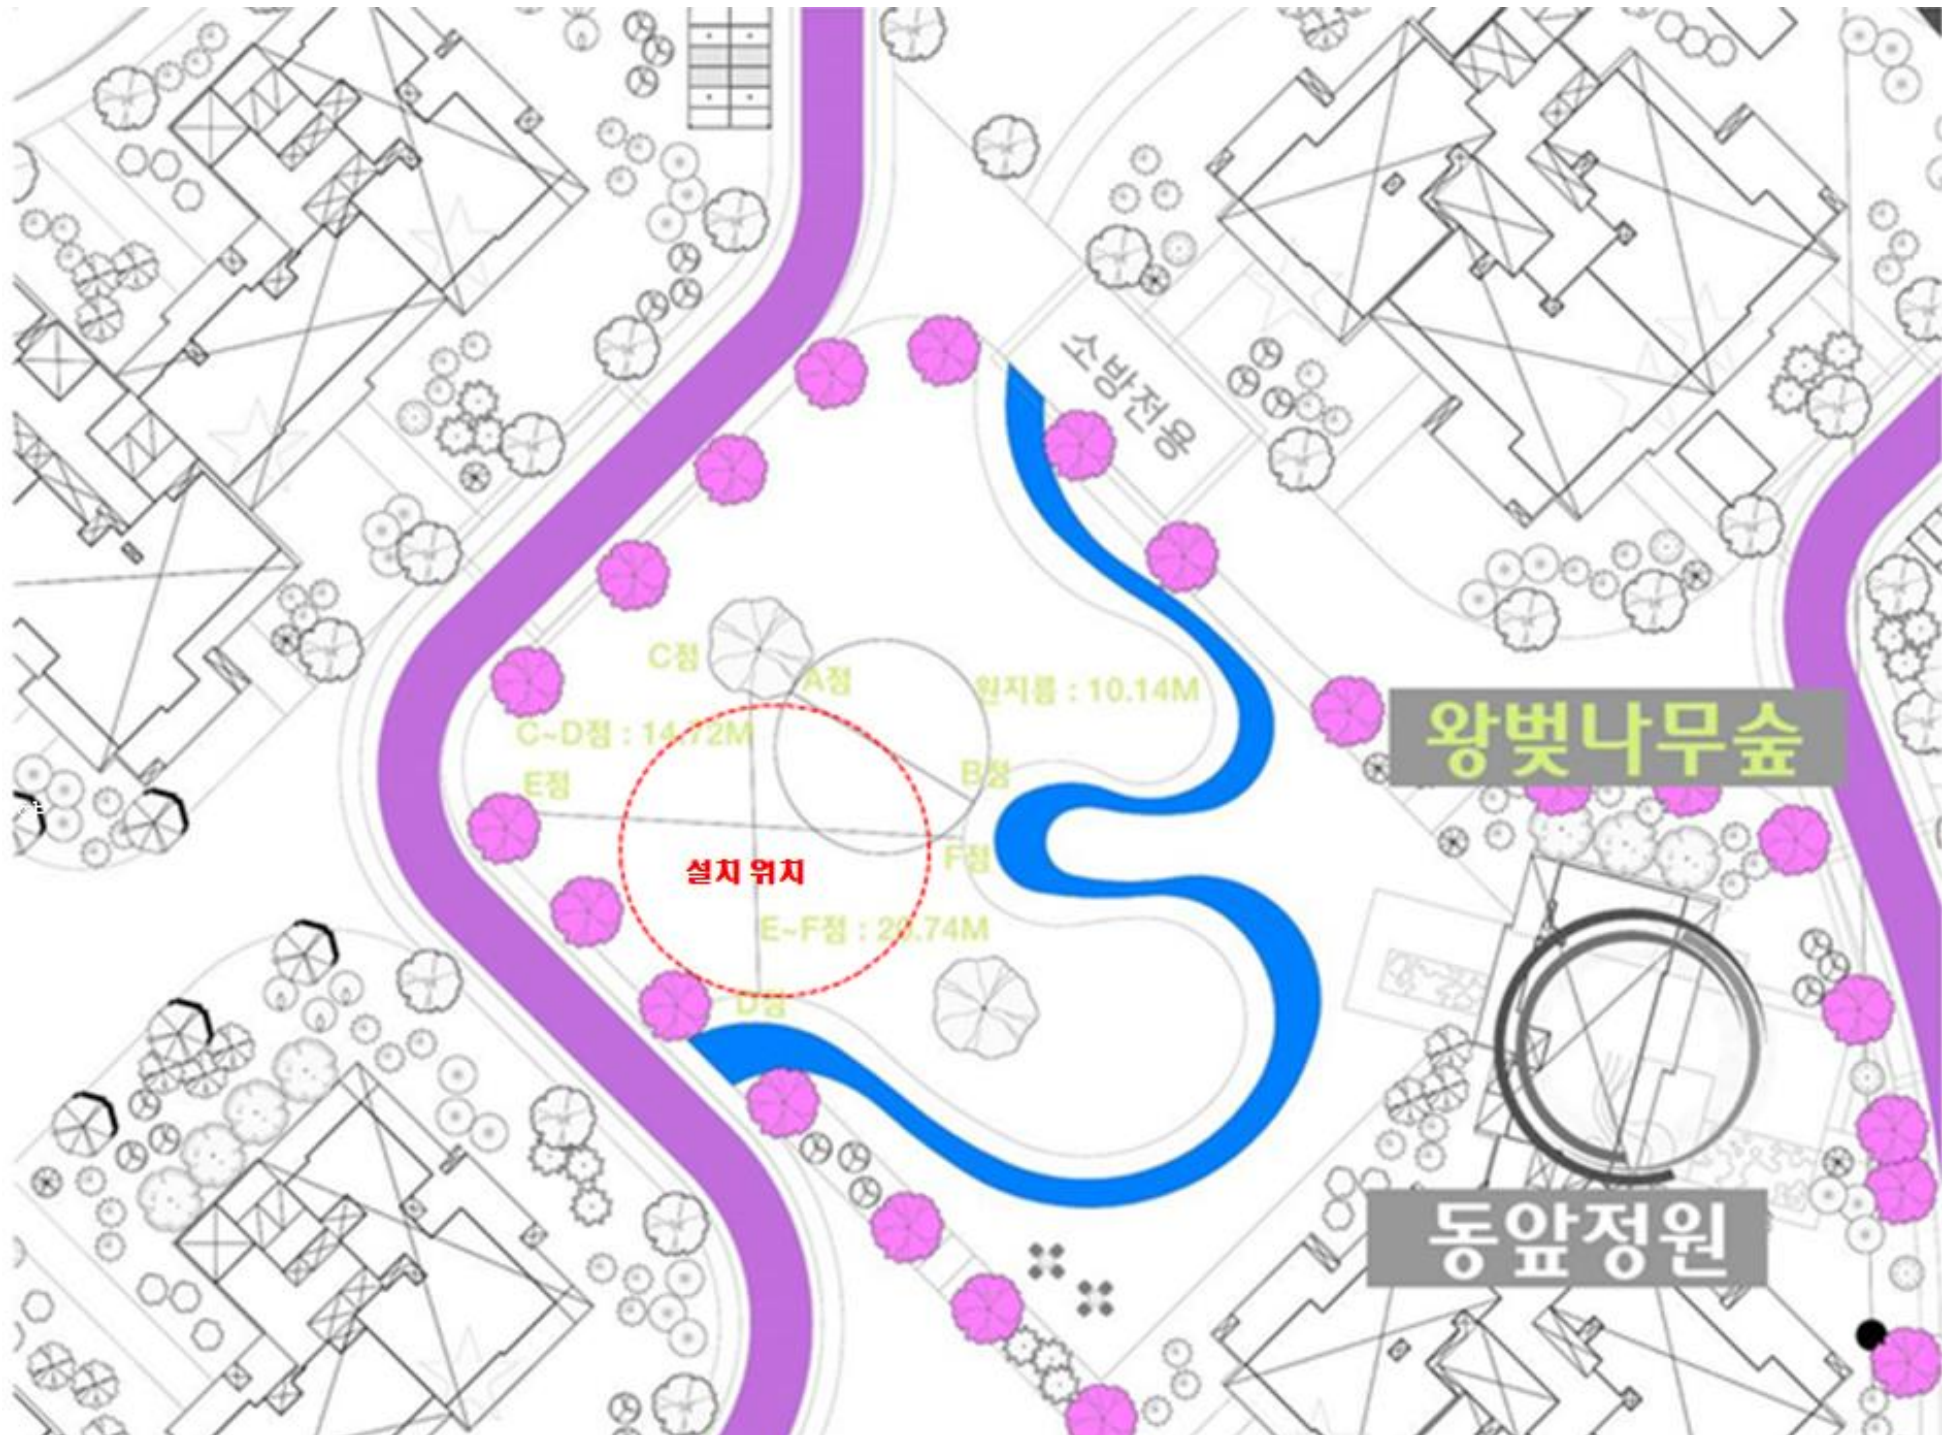 소방전용
C점
A점
원지름 : 10.14M
왕벚나무숲
C~D점 : 14.72M
B점
E점
F점
설치 위치
E~F점 : 20.74M
D점
동앞정원